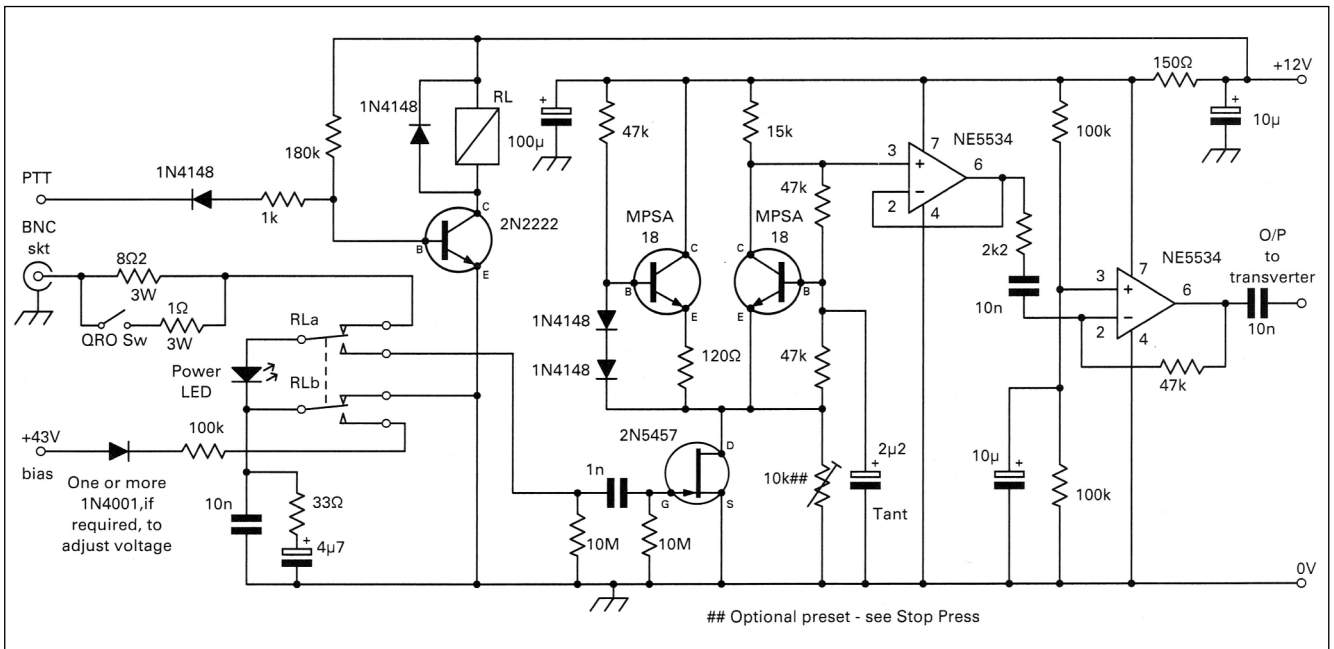 150Ω
+12V
1N4148
RL
+
100µ
47k
15k
100k
+
10µ
180k
7
NE5534
3
+
6
−
2
4
PTT
1N4148
1k
C
2N2222
B
E
47k
MPSA
18
MPSA
18
C
C
B
B
E
E
2k2
O/P
to
transverter
BNC
skt
8Ω2
3W
1Ω
3W
QRO Sw
7
NE5534
3
+
6
−
2
4
10n
10n
RLa
1N4148
1N4148
120Ω
47k
47k
Power
LED
RLb
+43V
bias
100k
One or more
1N4001,if
required, to
adjust voltage
2N5457
D
G
S
1n
10k##
+
2µ2
Tant
10µ
+
100k
10n
33Ω
+
4µ7
10M
10M
0V
## Optional preset - see Stop Press